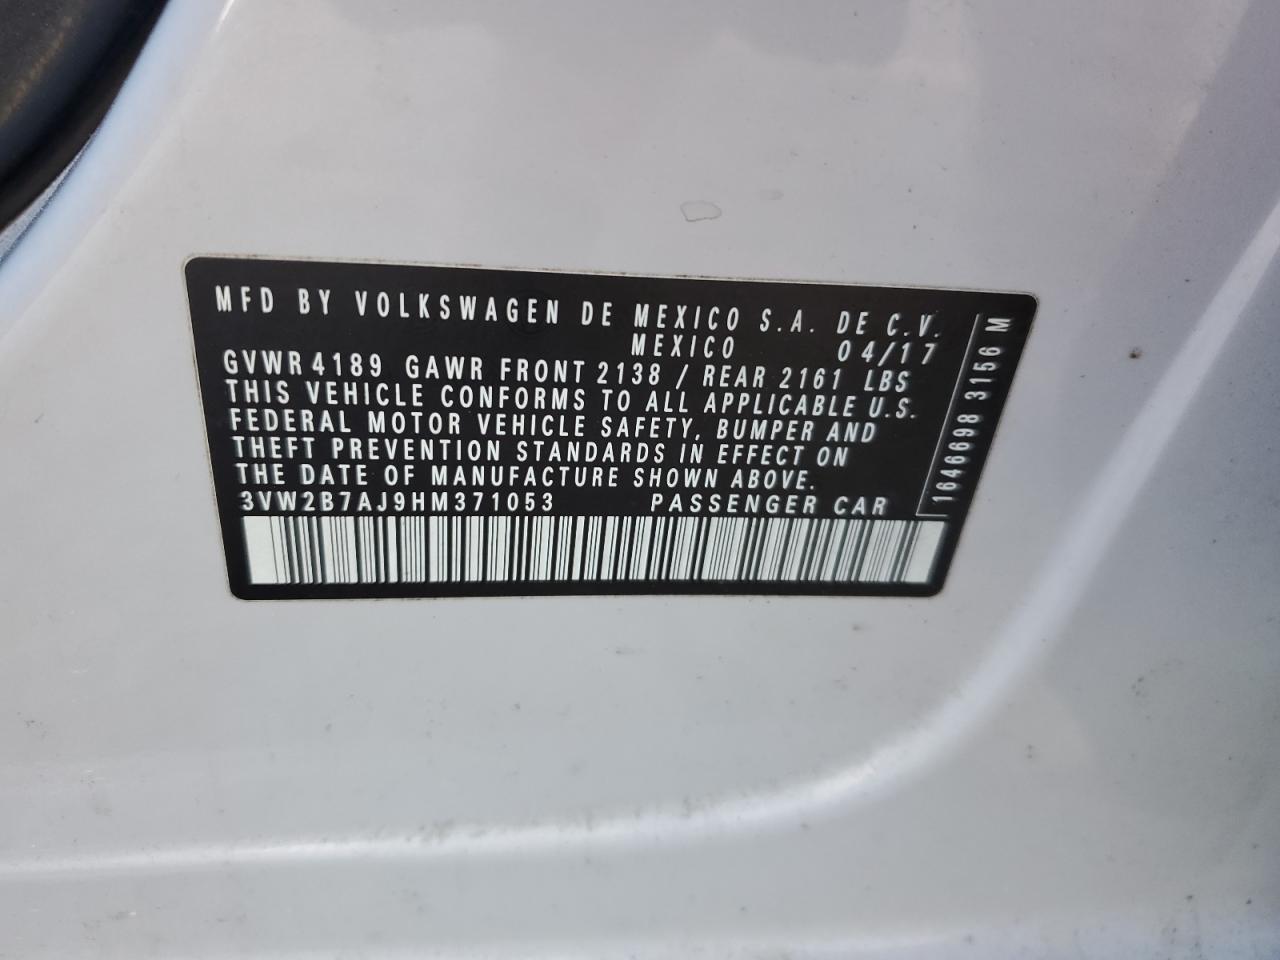 MFD BY VOLKSWAGEN DE MEXICO S.A. DE C.V.
MEXICO 04/17
GVWR 4189 GAWR FRONT 2138 / REAR 2161 LBS
THIS VEHICLE CONFORMS TO ALL APPLICABLE U.S.
FEDERAL MOTOR VEHICLE SAFETY, BUMPER AND
THEFT PREVENTION STANDARDS IN EFFECT ON
THE DATE OF MANUFACTURE SHOWN ABOVE.
3VW2B7AJ9HM371053 PASSENGER CAR
1646698 3156 M